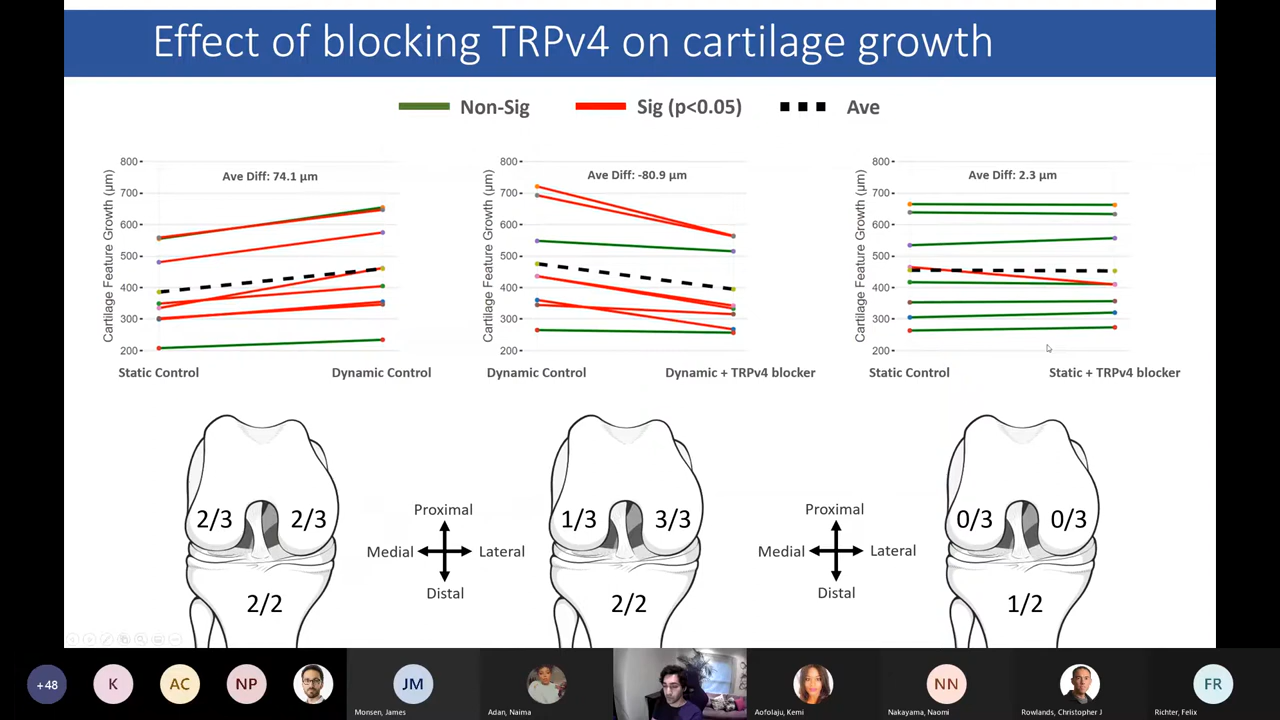 Effect of blocking TRPv4 on cartilage growth
Non-Sig
Sig (p<0.05)
Ave
Cartilage Feature Growth (µm)
800
700
600
500
400
300
200
Ave Diff: 74.1 µm
Static Control
Dynamic Control
Cartilage Feature Growth (µm)
800
700
600
500
400
300
200
Ave Diff: -80.9 µm
Dynamic Control
Dynamic + TRPv4 blocker
Cartilage Feature Growth (µm)
800
700
600
500
400
300
200
Ave Diff: 2.3 µm
Static Control
Static + TRPv4 blocker
2/3
2/3
2/2
Proximal
Medial
Lateral
Distal
1/3
3/3
2/2
Proximal
Medial
Lateral
Distal
0/3
0/3
1/2
+48
K
AC
NP
JM
Monsen, James
Adan, Naima
Aofolaju, Kemi
NN
Nakayama, Naomi
Rowlands, Christopher J
FR
Richter, Felix